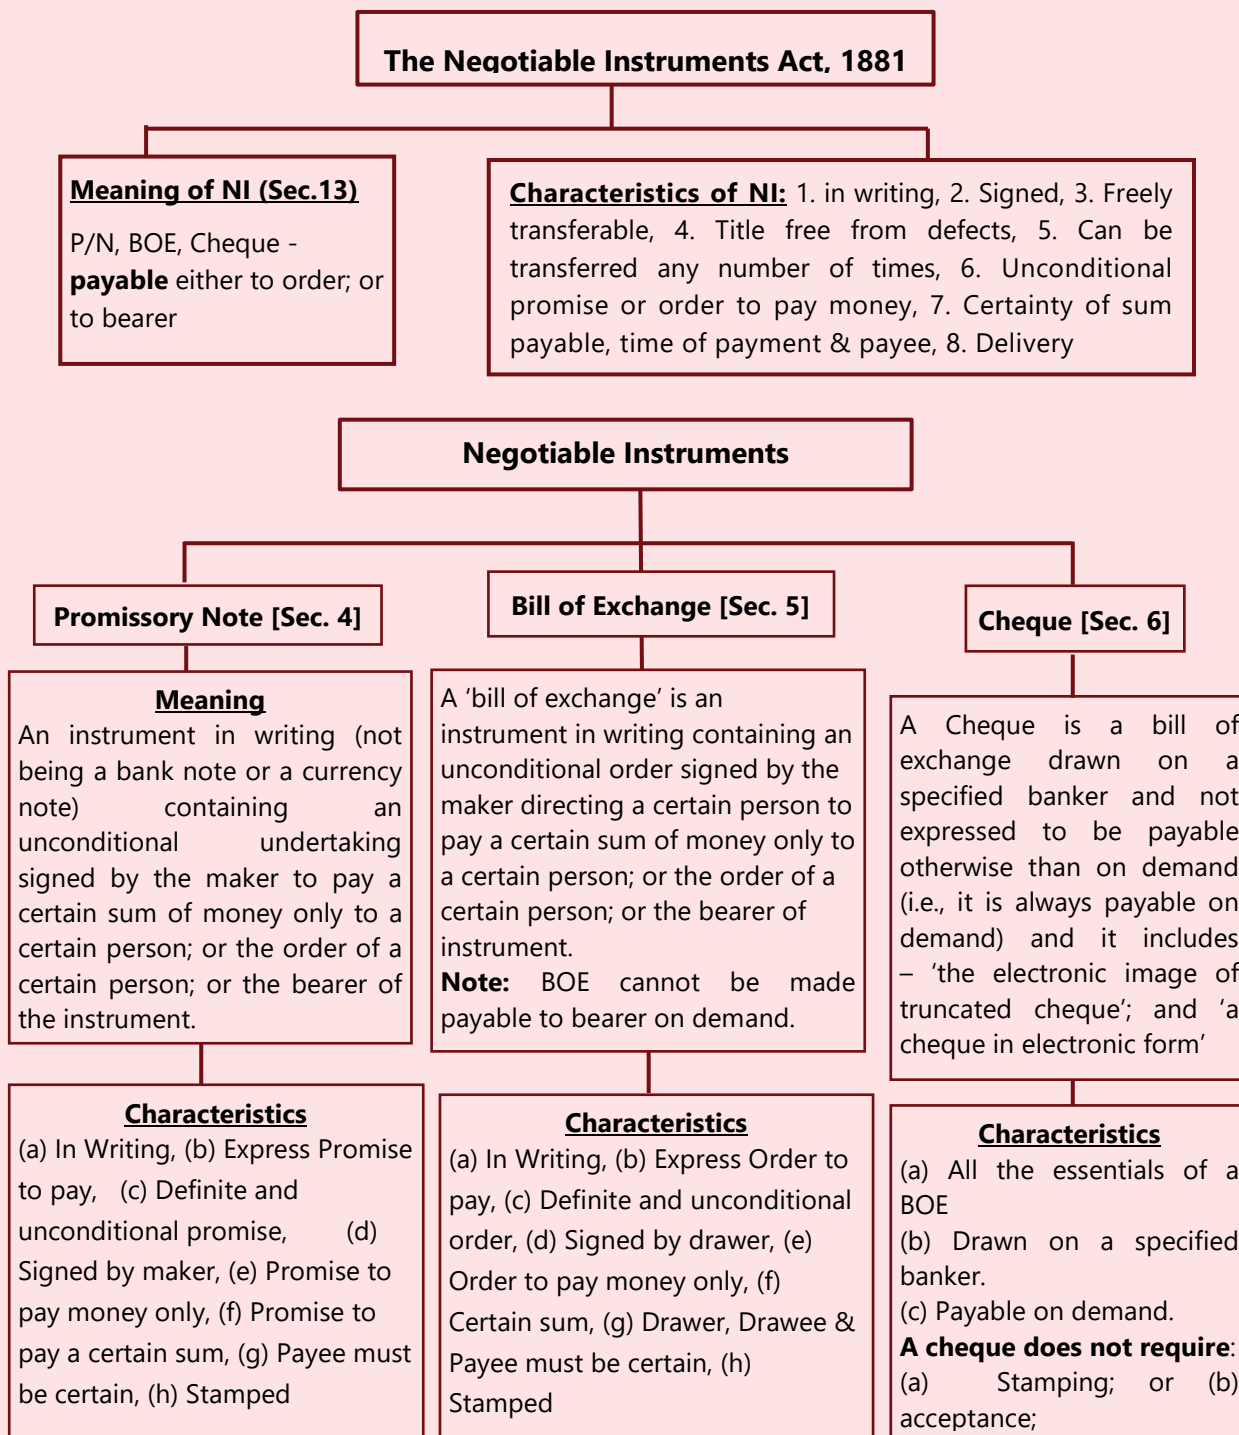 The Negotiable Instruments Act, 1881
Meaning of NI (Sec.13)
P/N, BOE, Cheque -
payable either to order; or
to bearer
Characteristics of NI: 1. in writing, 2. Signed, 3. Freely
transferable, 4. Title free from defects, 5. Can be
transferred any number of times, 6. Unconditional
promise or order to pay money, 7. Certainty of sum
payable, time of payment & payee, 8. Delivery
Negotiable Instruments
Promissory Note [Sec. 4]
Meaning
An instrument in writing (not
being a bank note or a currency
note) containing an
unconditional undertaking
signed by the maker to pay a
certain sum of money only to a
certain person; or the order of a
certain person; or the bearer of
the instrument.
Characteristics
(a) In Writing, (b) Express Promise
to pay, (c) Definite and
unconditional promise, (d)
Signed by maker, (e) Promise to
pay money only, (f) Promise to
pay a certain sum, (g) Payee must
be certain, (h) Stamped
Bill of Exchange [Sec. 5]
A ‘bill of exchange’ is an
instrument in writing containing an
unconditional order signed by the
maker directing a certain person to
pay a certain sum of money only to
a certain person; or the order of a
certain person; or the bearer of
instrument.
Note: BOE cannot be made
payable to bearer on demand.
Characteristics
(a) In Writing, (b) Express Order to
pay, (c) Definite and unconditional
order, (d) Signed by drawer, (e)
Order to pay money only, (f)
Certain sum, (g) Drawer, Drawee &
Payee must be certain, (h)
Stamped
Cheque [Sec. 6]
A Cheque is a bill of
exchange drawn on a
specified banker and not
expressed to be payable
otherwise than on demand
(i.e., it is always payable on
demand) and it includes
– ‘the electronic image of
truncated cheque’; and ‘a
cheque in electronic form’
Characteristics
(a) All the essentials of a
BOE
(b) Drawn on a specified
banker.
(c) Payable on demand.
A cheque does not require:
(a) Stamping; or (b)
acceptance;